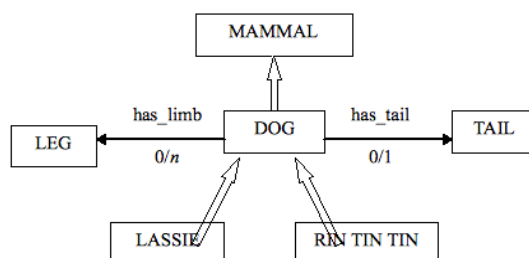 MAMMAL
has_limb
has_tail
LEG
DOG
TAIL
0/n
0/1
LASSIE
RIN TIN TIN